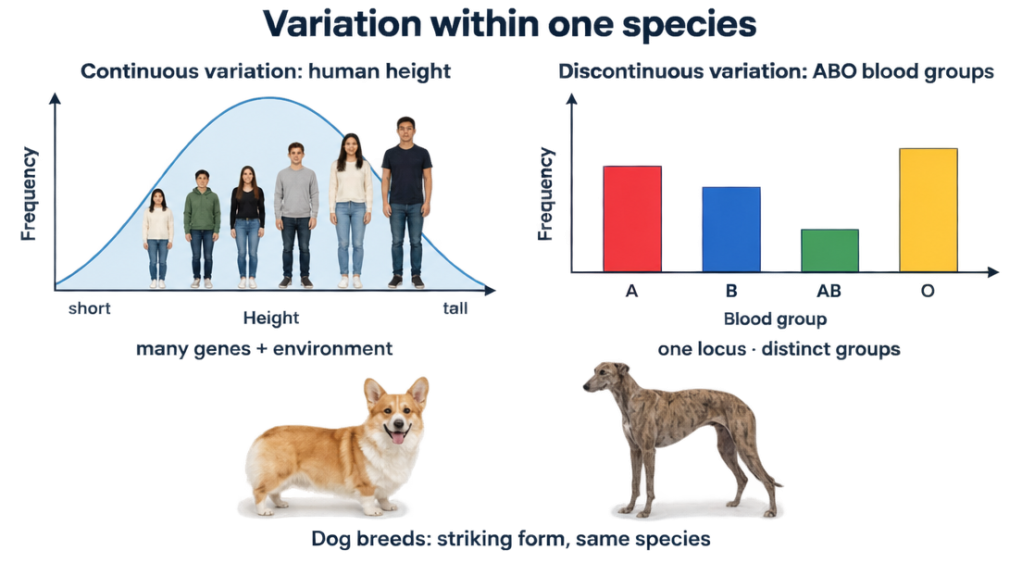 Variation within one species
Continuous variation: human height
Frequency
short
tall
Height
many genes + environment
Discontinuous variation: ABO blood groups
Frequency
A
B
AB
O
Blood group
one locus · distinct groups
Dog breeds: striking form, same species